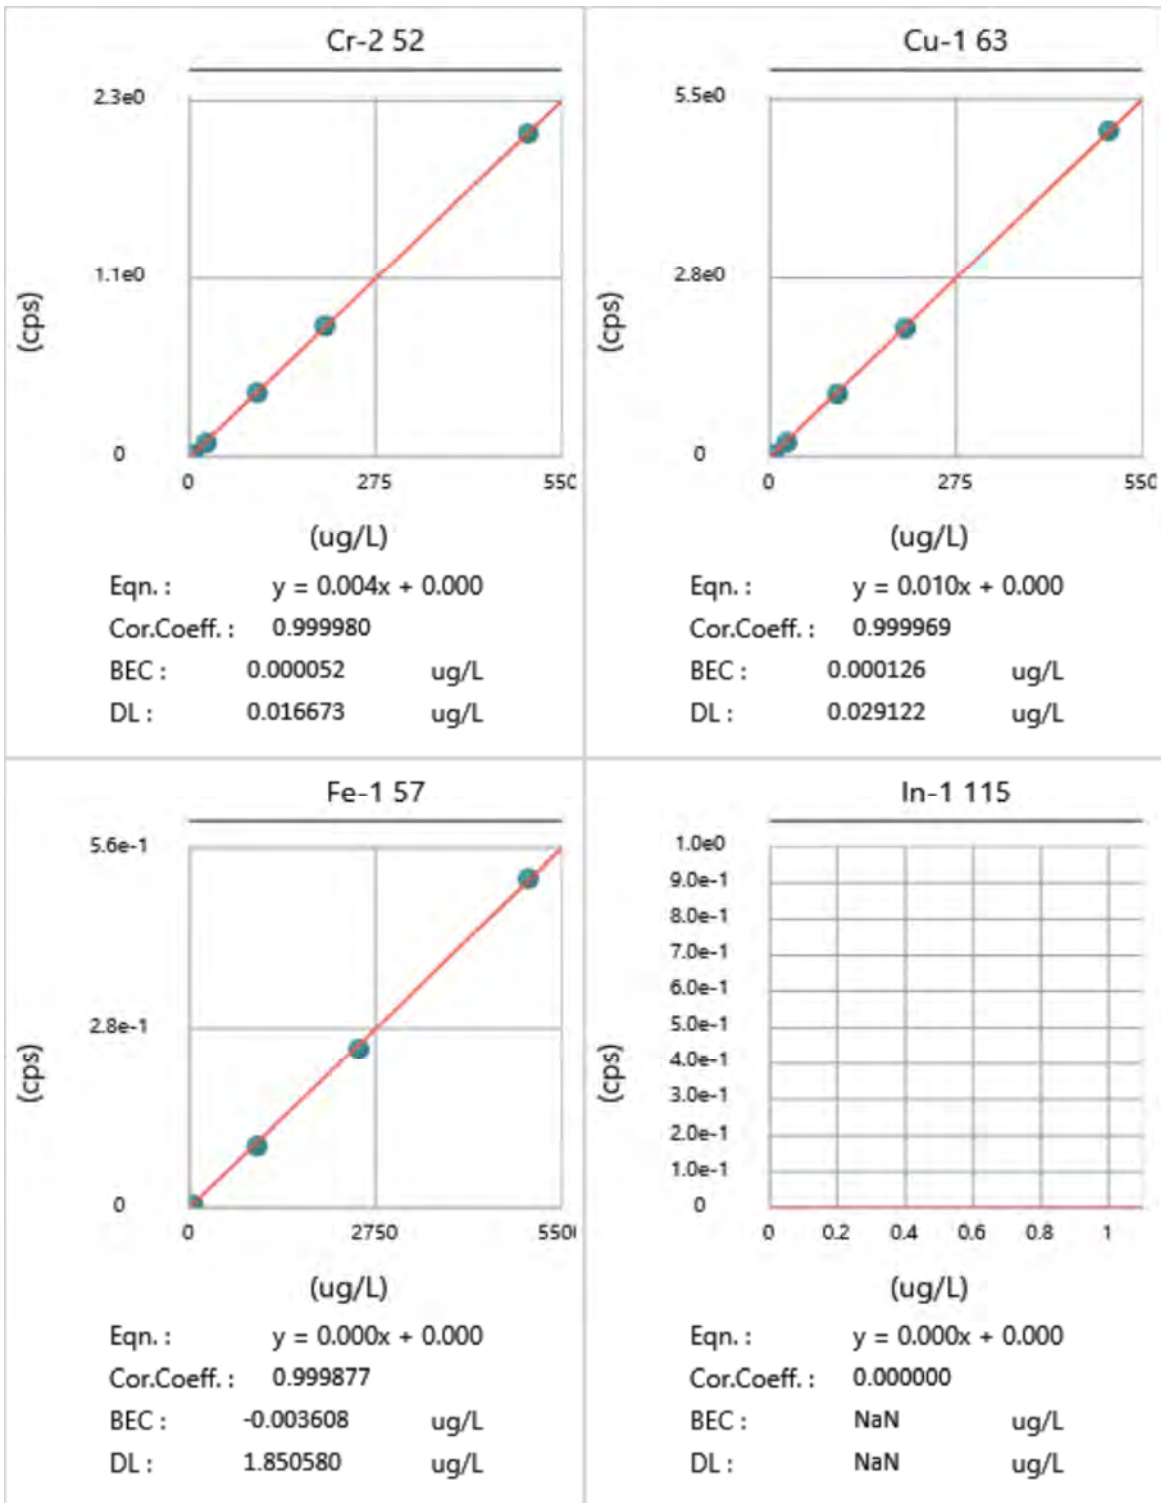 Cr-2 52
2.3e0
1.1e0
0
(cps)
0 275 550
(ug/L)
Eqn. : y = 0.004x + 0.000
Cor.Coeff. : 0.999980
BEC : 0.000052 ug/L
DL : 0.016673 ug/L
Cu-1 63
5.5e0
2.8e0
0
(cps)
0 275 550
(ug/L)
Eqn. : y = 0.010x + 0.000
Cor.Coeff. : 0.999969
BEC : 0.000126 ug/L
DL : 0.029122 ug/L
Fe-1 57
5.6e-1
2.8e-1
0
(cps)
0 2750 5500
(ug/L)
Eqn. : y = 0.000x + 0.000
Cor.Coeff. : 0.999877
BEC : -0.003608 ug/L
DL : 1.850580 ug/L
In-1 115
1.0e0
9.0e-1
8.0e-1
7.0e-1
6.0e-1
5.0e-1
4.0e-1
3.0e-1
2.0e-1
1.0e-1
0
(cps)
0 0.2 0.4 0.6 0.8 1
(ug/L)
Eqn. : y = 0.000x + 0.000
Cor.Coeff. : 0.000000
BEC : NaN ug/L
DL : NaN ug/L